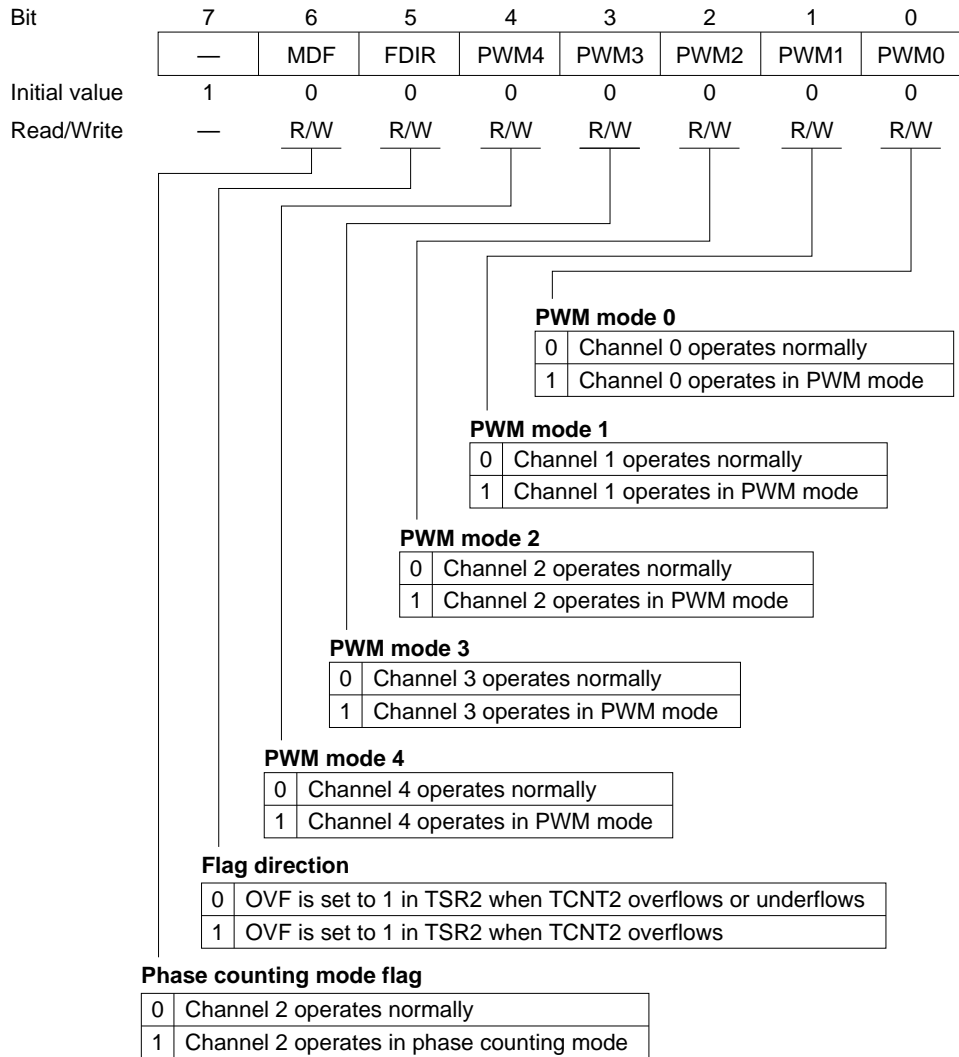 Bit 7 6 5 4 3 2 1 0
— MDF FDIR PWM4 PWM3 PWM2 PWM1 PWM0
Initial value 1 0 0 0 0 0 0 0
Read/Write — R/W R/W R/W R/W R/W R/W R/W
PWM mode 0
0 Channel 0 operates normally
1 Channel 0 operates in PWM mode
PWM mode 1
0 Channel 1 operates normally
1 Channel 1 operates in PWM mode
PWM mode 2
0 Channel 2 operates normally
1 Channel 2 operates in PWM mode
PWM mode 3
0 Channel 3 operates normally
1 Channel 3 operates in PWM mode
PWM mode 4
0 Channel 4 operates normally
1 Channel 4 operates in PWM mode
Flag direction
0 OVF is set to 1 in TSR2 when TCNT2 overflows or underflows
1 OVF is set to 1 in TSR2 when TCNT2 overflows
Phase counting mode flag
0 Channel 2 operates normally
1 Channel 2 operates in phase counting mode